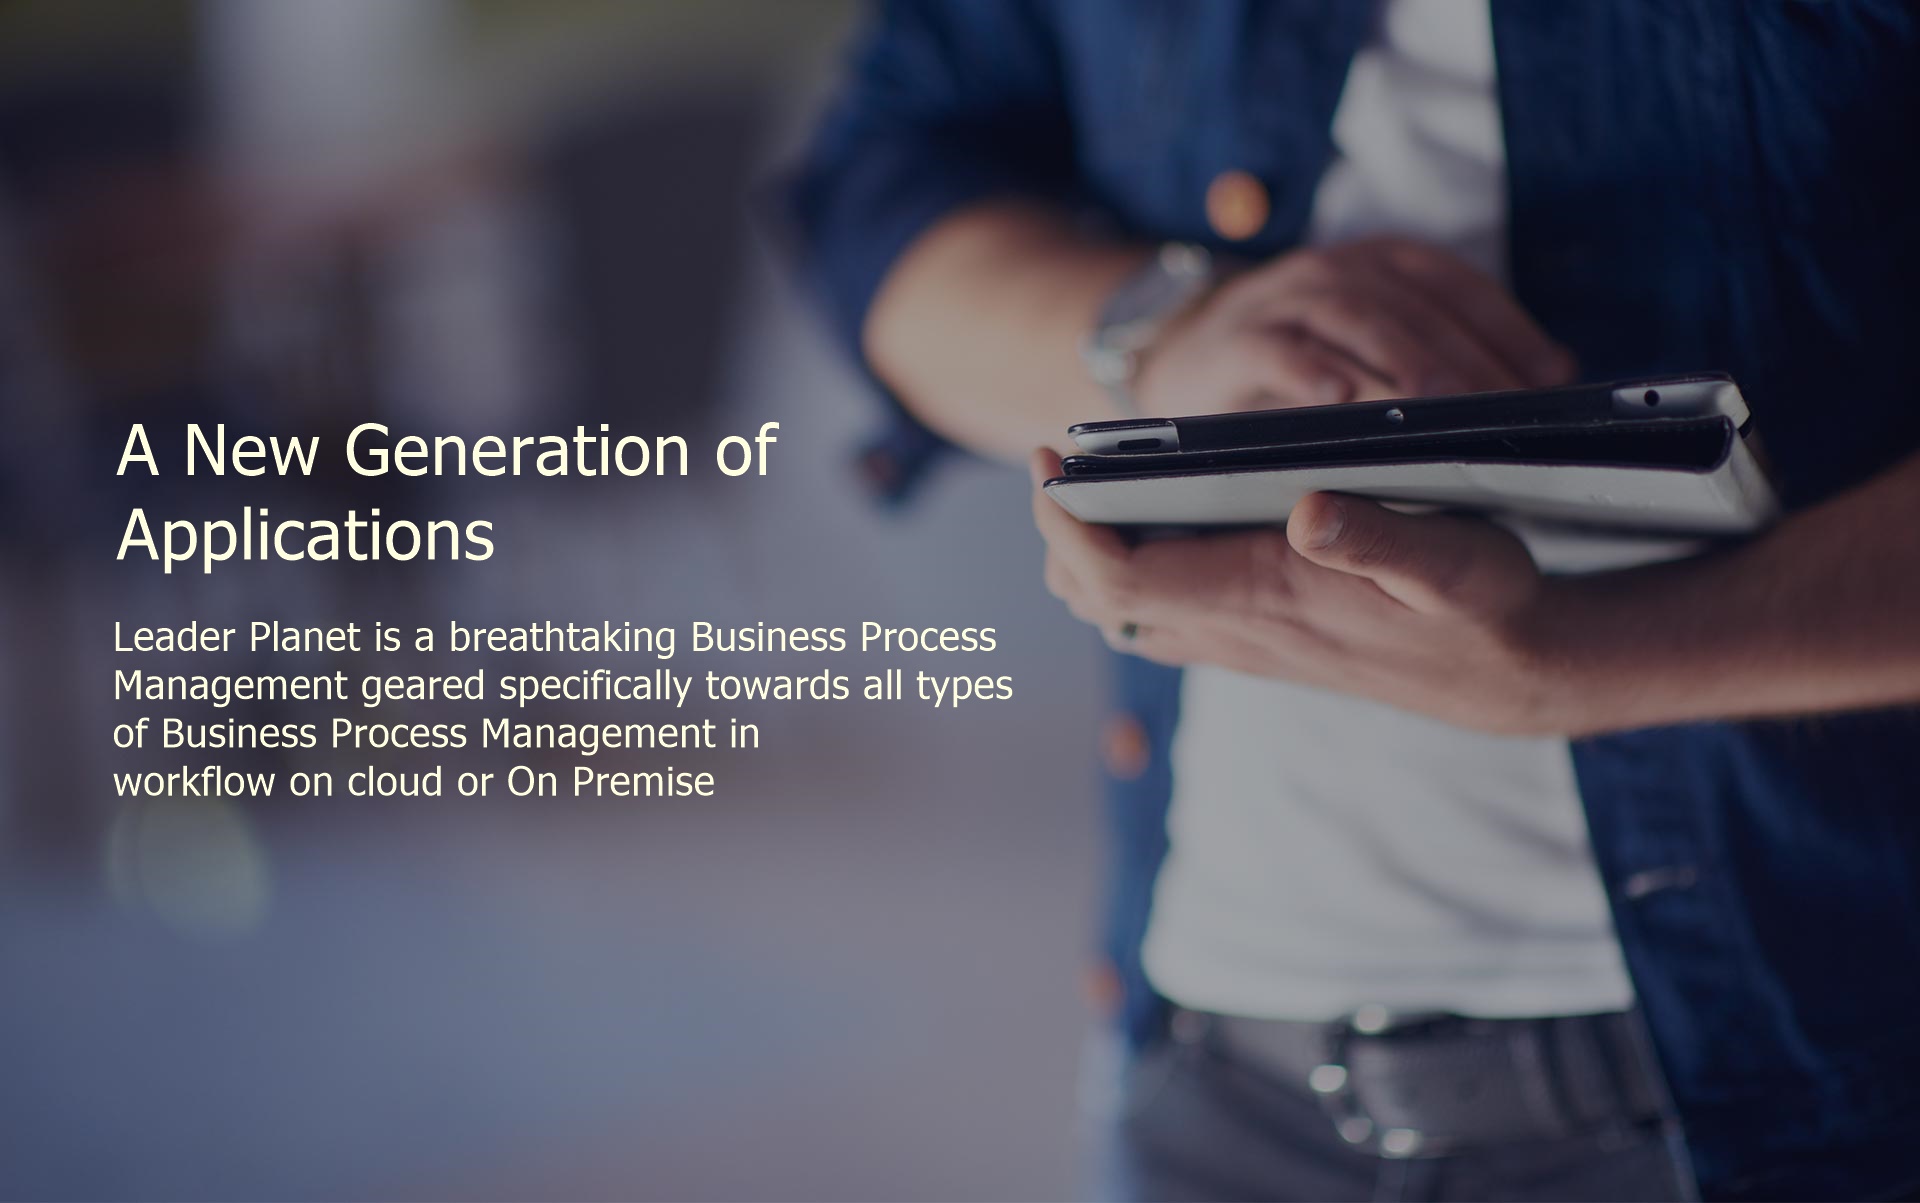 A New Generation of
Applications
Leader Planet is a breathtaking Business Process
Management geared specifically towards all types
of Business Process Management in
workflow on cloud or On Premise